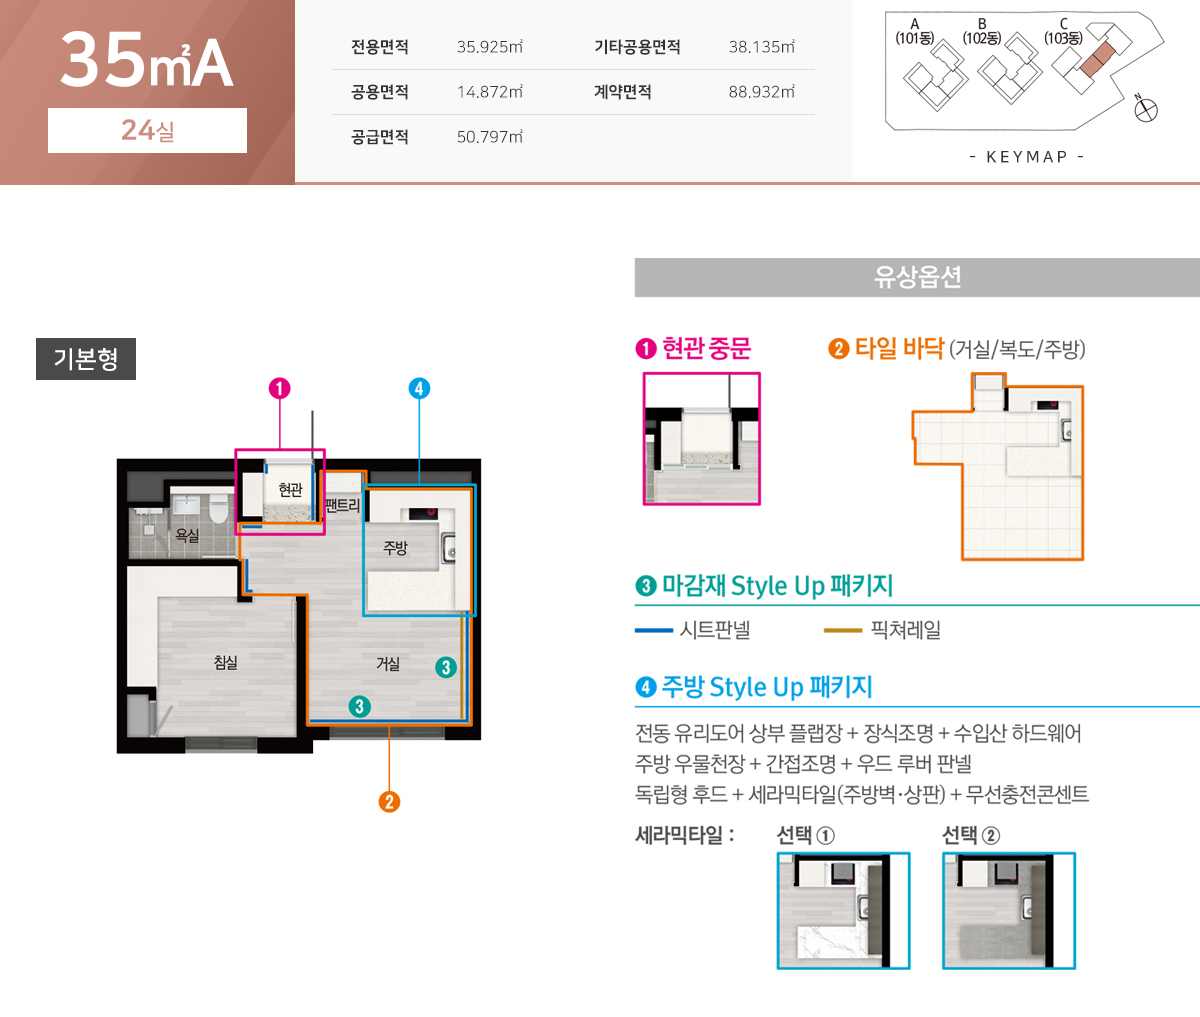 35㎡A
24실
전용면적 35.925㎡ 기타공용면적 38.135㎡
공용면적 14.872㎡ 계약면적 88.932㎡
공급면적 50.797㎡
A
(101동)
B
(102동)
C
(103동)
N
- KEYMAP -
유상옵션
기본형
1 현관 중문
2 타일 바닥 (거실/복도/주방)
1
4
현관
팬트리
욕실
주방
침실
거실
3
3
2
3 마감재 Style Up 패키지
시트판넬
픽쳐레일
4 주방 Style Up 패키지
전동 유리도어 상부 플랩장 + 장식조명 + 수입산 하드웨어
주방 우물천장 + 간접조명 + 우드 루버 판넬
독립형 후드 + 세라믹타일(주방벽·상판) + 무선충전콘센트
세라믹타일 : 선택 ① 선택 ②